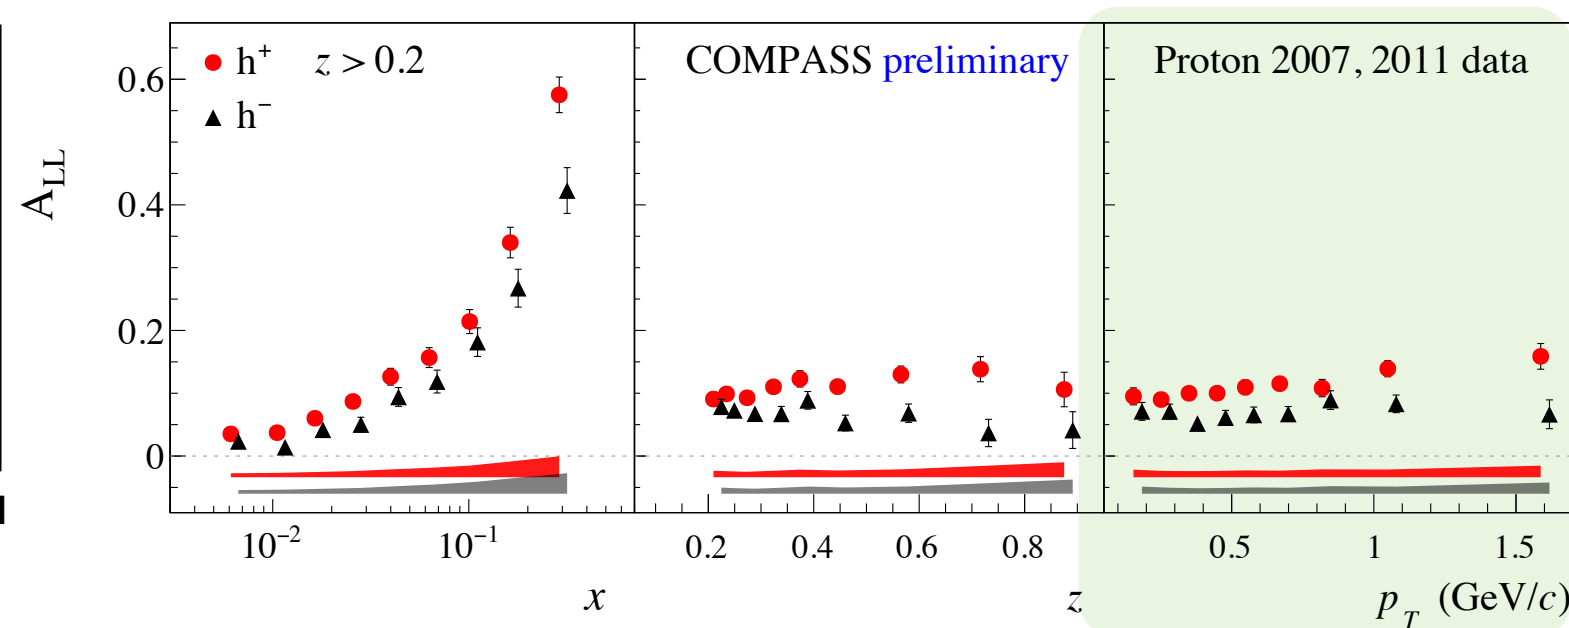 h⁺ z > 0.2 COMPASS preliminary Proton 2007, 2011 data
h⁻
A_LL
0.6
0.4
0.2
0
10⁻² 10⁻¹ 0.2 0.4 0.6 0.8 0.5 1 1.5
x z p_T (GeV/c)